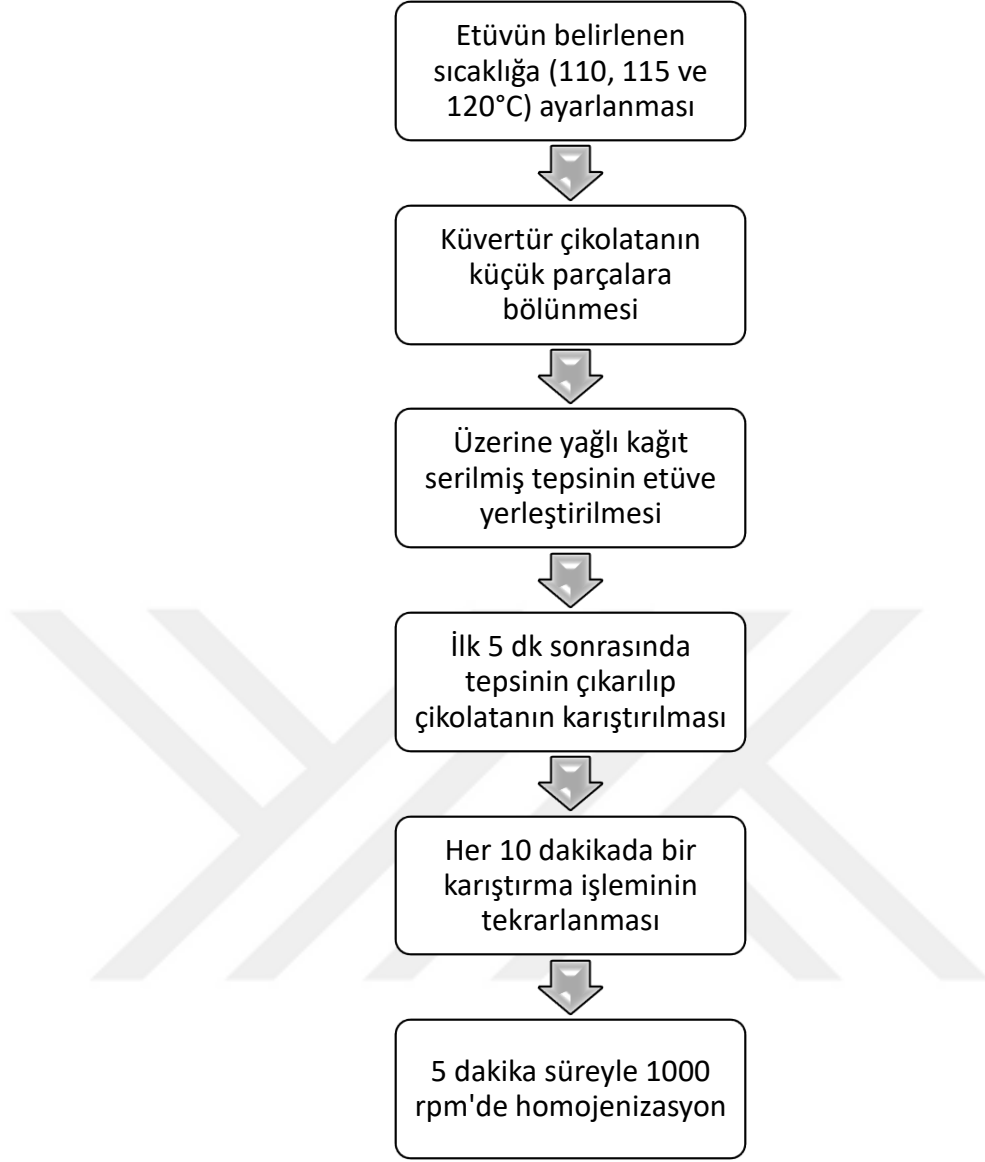 Etüvün belirlenen
sıcaklığa (110, 115 ve
120°C) ayarlanması
Küvertür çikolatanın
küçük parçalara
bölünmesi
Üzerine yağlı kağıt
serilmiş tepsinin etüve
yerleştirilmesi
İlk 5 dk sonrasında
tepsinin çıkarılıp
çikolatanın karıştırılması
Her 10 dakikada bir
karıştırma işleminin
tekrarlanması
5 dakika süreyle 1000
rpm'de homojenizasyon